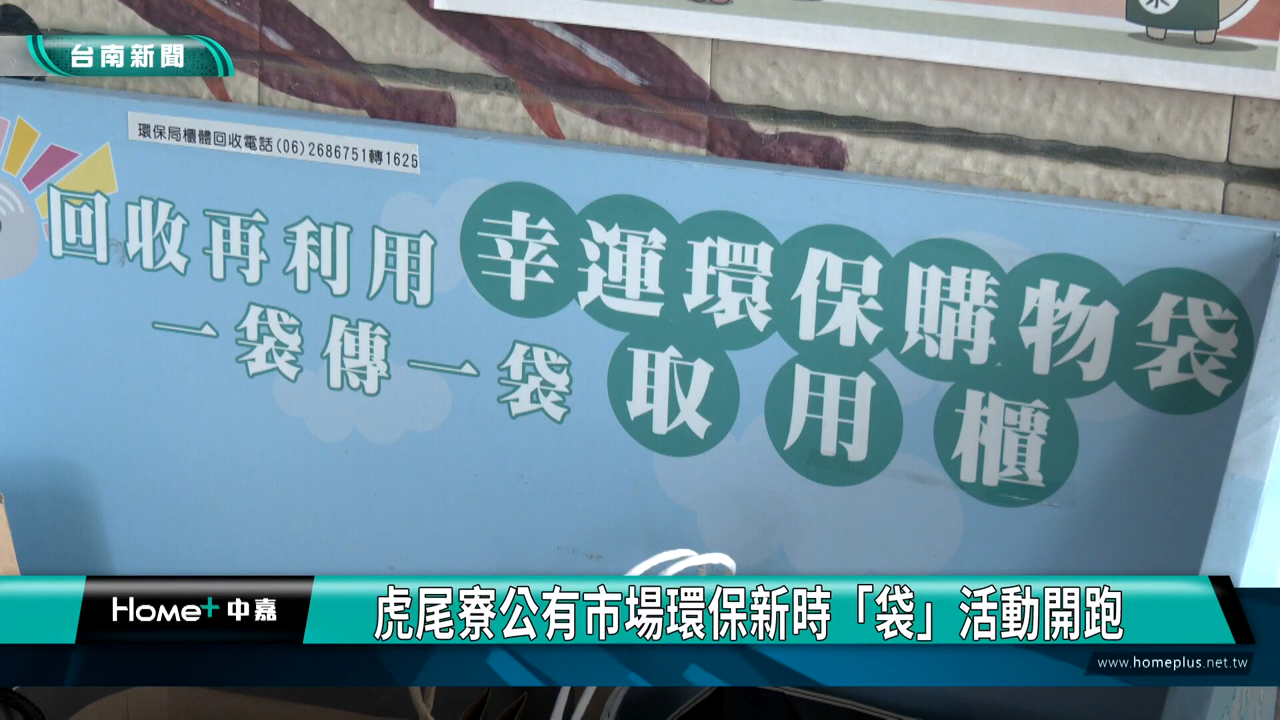 台南新聞
環保局櫃體回收電話(06)2686751轉1626
回收再利用 幸運環保購物袋
一袋傳一袋 取用櫃
Home+中嘉
虎尾寮公有市場環保新時「袋」活動開跑
www.homeplus.net.tw